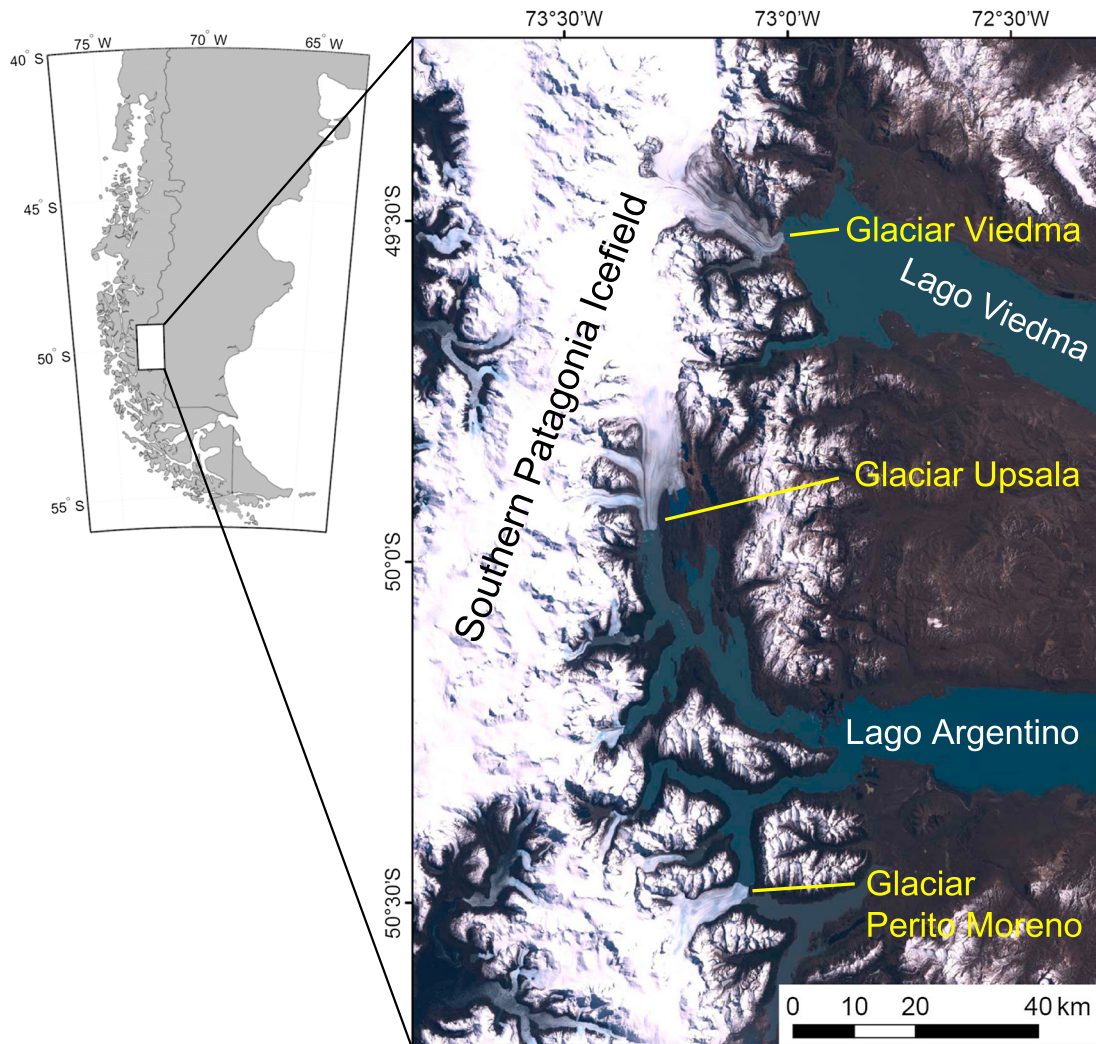 73°30'W 73°0'W 72°30'W
75°W 70°W 65°W
40°S
45°S
50°S
55°S
49°30'S
50°0'S
50°30'S
Southern Patagonia Icefield
Glaciar Viedma
Lago Viedma
Glaciar Upsala
Lago Argentino
Glaciar
Perito Moreno
0 10 20 40 km